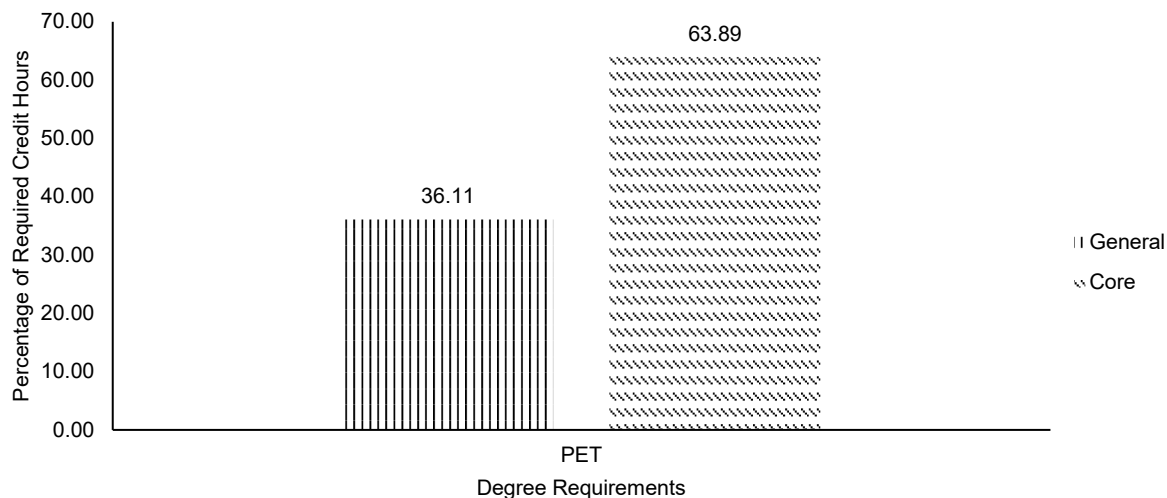 Percentage of Required Credit Hours
70.00
60.00
50.00
40.00
30.00
20.00
10.00
0.00
36.11
63.89
PET
Degree Requirements
General
Core